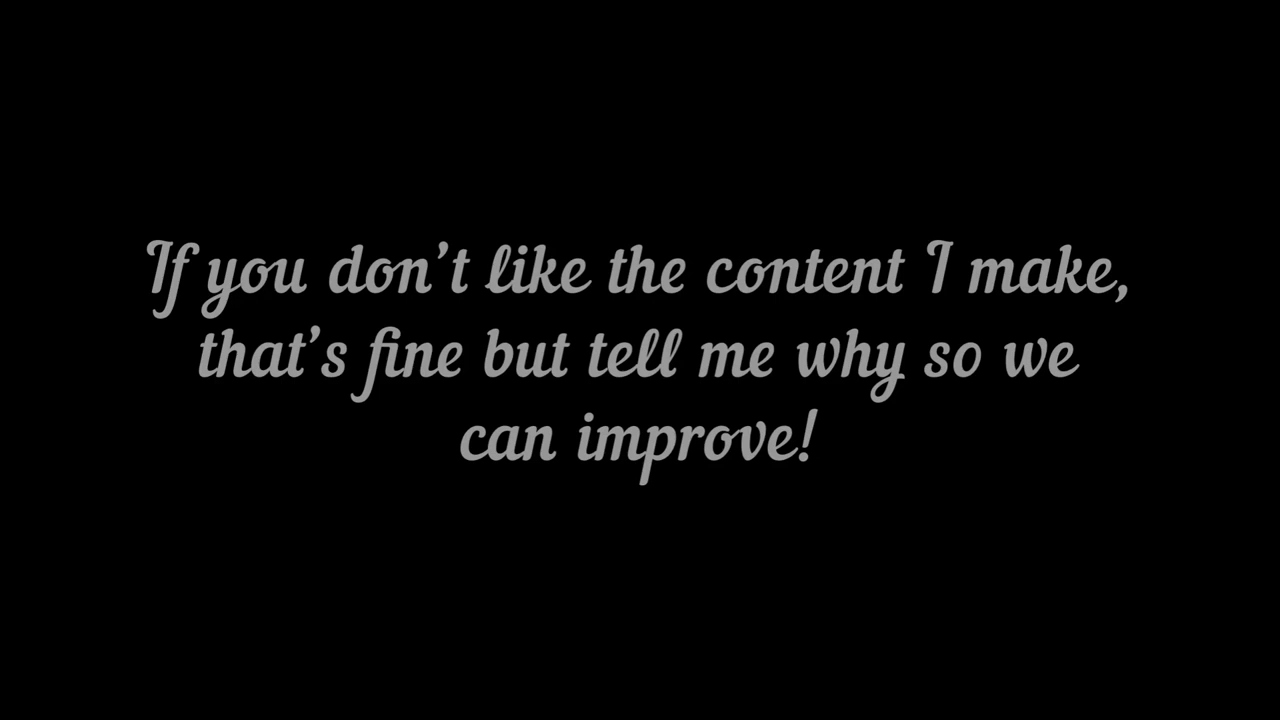 If you don’t like the content I make,
that’s fine but tell me why so we
can improve!